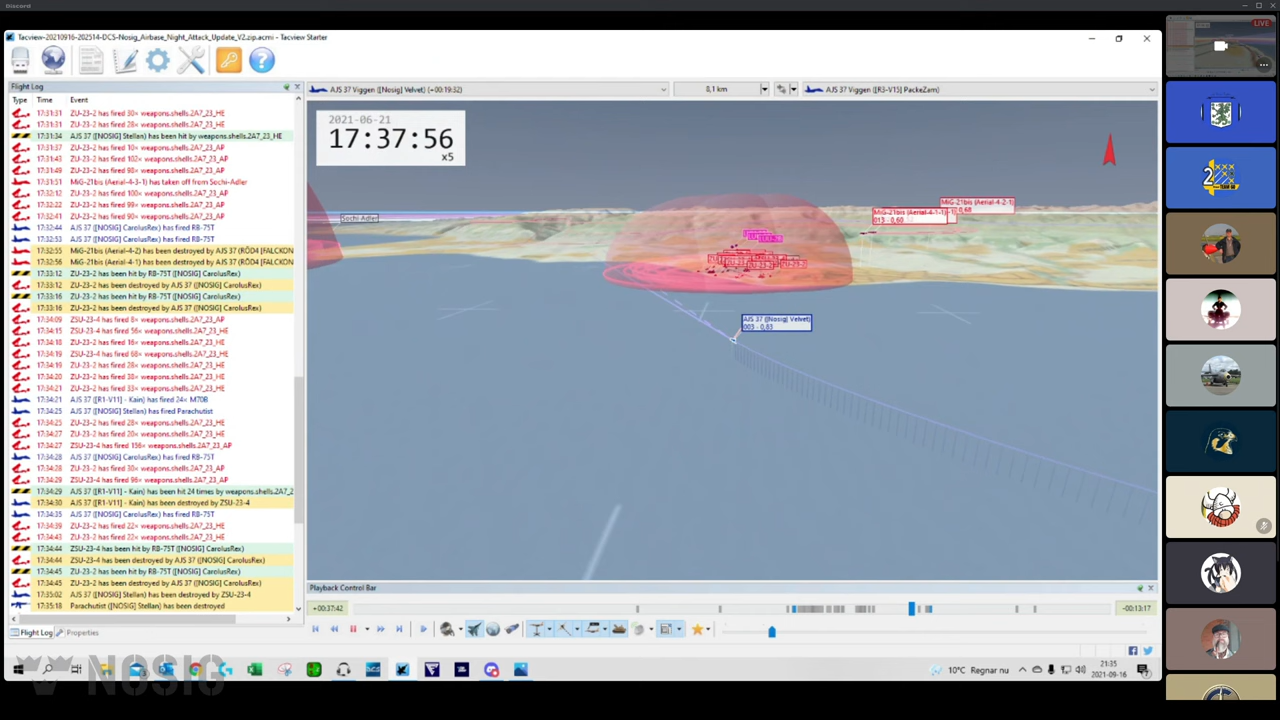 Discord
Tacview-20210916-202514-DCS-Nosig_Airbase_Night_Attack_Update_V2.zip.acmi - Tacview Starter
LIVE
Flight Log
AJS 37 Viggen ([Nosig] Velvet) (+00:19:32)
0,1 km
AJS 37 Viggen ([R3-V15] PackeZam)
Type Time Event
17:31:31 ZU-23-2 has fired 30× weapons.shells.2A7_23_HE
17:31:31 ZU-23-2 has fired 28× weapons.shells.2A7_23_HE
17:31:34 AJS 37 ([NOSIG] Stellan) has been hit by weapons.shells.2A7_23_HE
17:31:37 ZU-23-2 has fired 10× weapons.shells.2A7_23_AP
17:31:43 ZU-23-2 has fired 102× weapons.shells.2A7_23_AP
17:31:49 ZU-23-2 has fired 98× weapons.shells.2A7_23_AP
17:31:51 MiG-21bis (Aerial-4-3-1) has taken off from Sochi-Adler
17:32:12 ZU-23-2 has fired 100× weapons.shells.2A7_23_AP
17:32:22 ZU-23-2 has fired 99× weapons.shells.2A7_23_AP
17:32:41 ZU-23-2 has fired 90× weapons.shells.2A7_23_AP
17:32:44 AJS 37 ([NOSIG] CarolusRex) has fired RB-75T
17:32:53 AJS 37 ([NOSIG] CarolusRex) has fired RB-75T
17:32:55 MiG-21bis (Aerial-4-2) has been destroyed by AJS 37 (RÖD4 [FALCKON
17:32:56 MiG-21bis (Aerial-4-1) has been destroyed by AJS 37 (RÖD4 [FALCKON
17:33:12 ZU-23-2 has been hit by RB-75T ([NOSIG] CarolusRex)
17:33:12 ZU-23-2 has been destroyed by AJS 37 ([NOSIG] CarolusRex)
17:33:16 ZU-23-2 has been hit by RB-75T ([NOSIG] CarolusRex)
17:33:16 ZU-23-2 has been destroyed by AJS 37 ([NOSIG] CarolusRex)
17:34:09 ZSU-23-4 has fired 8× weapons.shells.2A7_23_AP
17:34:15 ZSU-23-4 has fired 56× weapons.shells.2A7_23_HE
17:34:18 ZU-23-2 has fired 16× weapons.shells.2A7_23_HE
17:34:19 ZSU-23-4 has fired 68× weapons.shells.2A7_23_HE
17:34:19 ZU-23-2 has fired 28× weapons.shells.2A7_23_HE
17:34:20 ZU-23-2 has fired 38× weapons.shells.2A7_23_HE
17:34:21 ZU-23-2 has fired 33× weapons.shells.2A7_23_HE
17:34:21 AJS 37 ([R1-V11] - Kain) has fired 24× M70B
17:34:25 AJS 37 ([NOSIG] Stellan) has fired Parachutist
17:34:25 ZU-23-2 has fired 28× weapons.shells.2A7_23_HE
17:34:27 ZU-23-2 has fired 20× weapons.shells.2A7_23_HE
17:34:27 ZSU-23-4 has fired 156× weapons.shells.2A7_23_AP
17:34:28 AJS 37 ([NOSIG] CarolusRex) has fired RB-75T
17:34:28 ZU-23-2 has fired 30× weapons.shells.2A7_23_AP
17:34:29 ZSU-23-4 has fired 96× weapons.shells.2A7_23_AP
17:34:29 AJS 37 ([R1-V11] - Kain) has been hit 24 times by weapons.shells.2A7_2
17:34:30 AJS 37 ([R1-V11] - Kain) has been destroyed by ZSU-23-4
17:34:35 AJS 37 ([NOSIG] CarolusRex) has fired RB-75T
17:34:39 ZU-23-2 has fired 22× weapons.shells.2A7_23_HE
17:34:43 ZU-23-2 has fired 22× weapons.shells.2A7_23_HE
17:34:44 ZSU-23-4 has been hit by RB-75T ([NOSIG] CarolusRex)
17:34:44 ZSU-23-4 has been destroyed by AJS 37 ([NOSIG] CarolusRex)
17:34:45 ZU-23-2 has been hit by RB-75T ([NOSIG] CarolusRex)
17:34:45 ZU-23-2 has been destroyed by AJS 37 ([NOSIG] CarolusRex)
17:35:02 AJS 37 ([NOSIG] Stellan) has been destroyed
17:35:18 Parachutist ([NOSIG] Stellan) has been destroyed
Flight Log Properties
2021-06-21
17:37:56
x5
Sochi-Adler
MiG-21bis (Aerial-4-2-1)
0,68
MiG-21bis (Aerial-4-1-1)
013 - 0,60
AJS 37 ([Nosig] Velvet)
003 - 0,83
Playback Control Bar
+00:37:42
-00:13:17
10°C Regnar nu
21:35
2021-09-16
NOSIG
2
TEAM GO